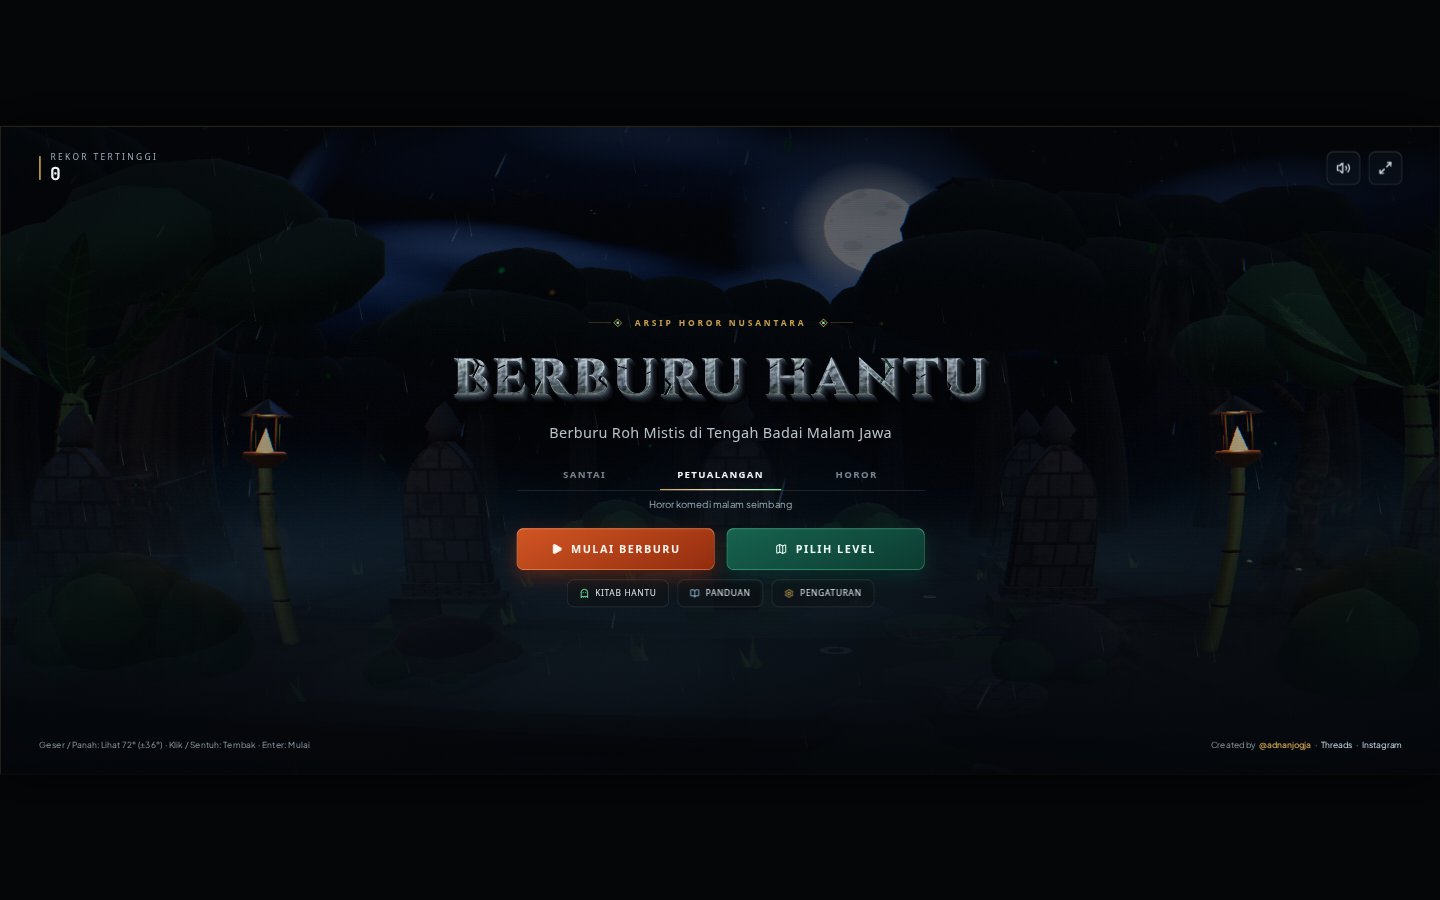 REKOR TERTINGGI
0
ARSIP HOROR NUSANTARA
BERBURU HANTU
Berburu Roh Mistis di Tengah Badai Malam Jawa
SANTAI PETUALANGAN HOROR
Horor komedi malam seimbang
MULAI BERBURU PILIH LEVEL
KITAB HANTU PANDUAN PENGATURAN
Geser / Panah: Lihat 72° (±36°) · Klik / Sentuh: Tembak · Enter: Mulai
Created by @adnanjogja · Threads · Instagram